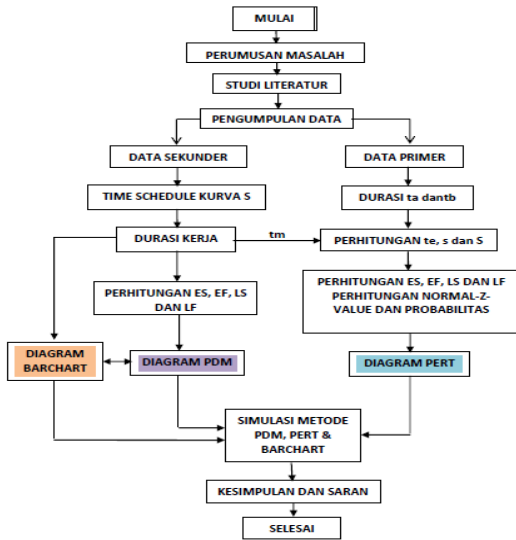 MULAI
PERUMUSAN MASALAH
STUDI LITERATUR
PENGUMPULAN DATA
DATA SEKUNDER
DATA PRIMER
TIME SCHEDULE KURVA S
DURASI ta dantb
DURASI KERJA
tm
PERHITUNGAN te, s dan S
PERHITUNGAN ES, EF, LS
DAN LF
PERHITUNGAN ES, EF, LS DAN LF
PERHITUNGAN NORMAL-Z-
VALUE DAN PROBABILITAS
DIAGRAM
BARCHART
DIAGRAM PDM
DIAGRAM PERT
SIMULASI METODE
PDM, PERT &
BARCHART
KESIMPULAN DAN SARAN
SELESAI